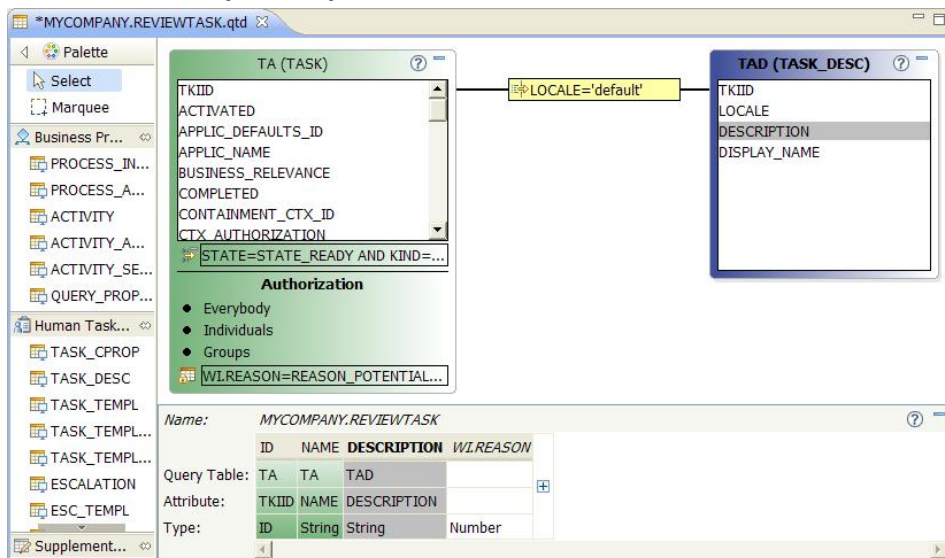 *MYCOMPANY.REVIEWTASK.qtd
Palette
Select
Marquee
Business Pr...
PROCESS_IN...
PROCESS_A...
ACTIVITY
ACTIVITY_A...
ACTIVITY_SE...
QUERY_PROP...
Human Task...
TASK_CPROP
TASK_DESC
TASK_TEMPL
TASK_TEMPL...
TASK_TEMPL...
ESCALATION
ESC_TEMPL
Supplement...
TA (TASK)
TKIID
ACTIVATED
APPLIC_DEFAULTS_ID
APPLIC_NAME
BUSINESS_RELEVANCE
COMPLETED
CONTAINMENT_CTX_ID
CTX_AUTHORIZATION
STATE=STATE_READY AND KIND=...
Authorization
• Everybody
• Individuals
• Groups
WI.REASON=REASON_POTENTIAL...
LOCALE='default'
TAD (TASK_DESC)
TKIID
LOCALE
DESCRIPTION
DISPLAY_NAME
Name: MYCOMPANY.REVIEWTASK
ID NAME DESCRIPTION WI.REASON
Query Table: TA TA TAD
Attribute: TKIID NAME DESCRIPTION
Type: ID String String Number